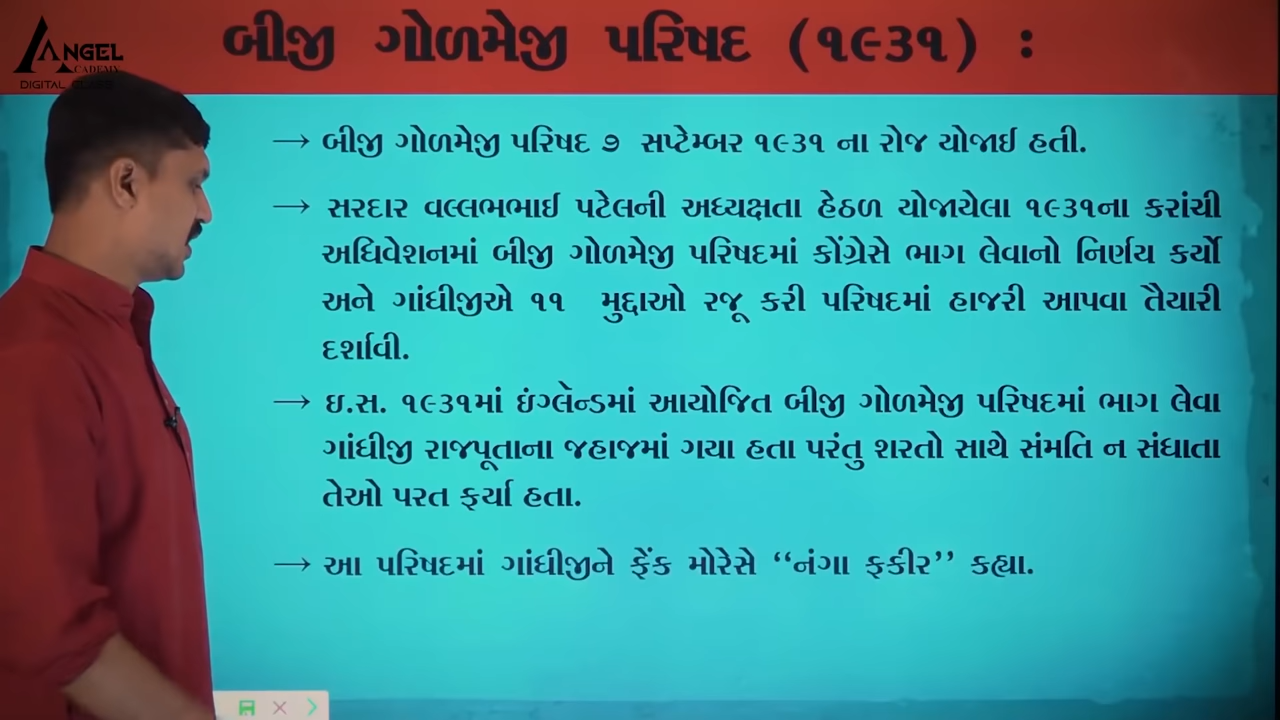 ANGEL
ACADEMY
DIGITAL
બીજી ગોળમેજી પરિષદ (૧૯૩૧) :
→ બીજી ગોળમેજી પરિષદ ૭ સપ્ટેમ્બર ૧૯૩૧ ના રોજ યોજાઈ હતી.
→ સરદાર વલ્લભભાઈ પટેલની અધ્યક્ષતા હેઠળ યોજાયેલા ૧૯૩૧ના કરાંચી
અધિવેશનમાં બીજી ગોળમેજી પરિષદમાં કોંગ્રેસે ભાગ લેવાનો નિર્ણય કર્યો
અને ગાંધીજીએ ૧૧ મુદ્દાઓ રજૂ કરી પરિષદમાં હાજરી આપવા તૈયારી
દર્શાવી.
→ ઇ.સ. ૧૯૩૧માં ઇંગ્લેન્ડમાં આયોજિત બીજી ગોળમેજી પરિષદમાં ભાગ લેવા
ગાંધીજી રાજપૂતાના જહાજમાં ગયા હતા પરંતુ શરતો સાથે સંમતિ ન સંધાતા
તેઓ પરત ફર્યા હતા.
→ આ પરિષદમાં ગાંધીજીને ફ્રેંક મોરેસે “નંગા ફકીર” કહ્યા.